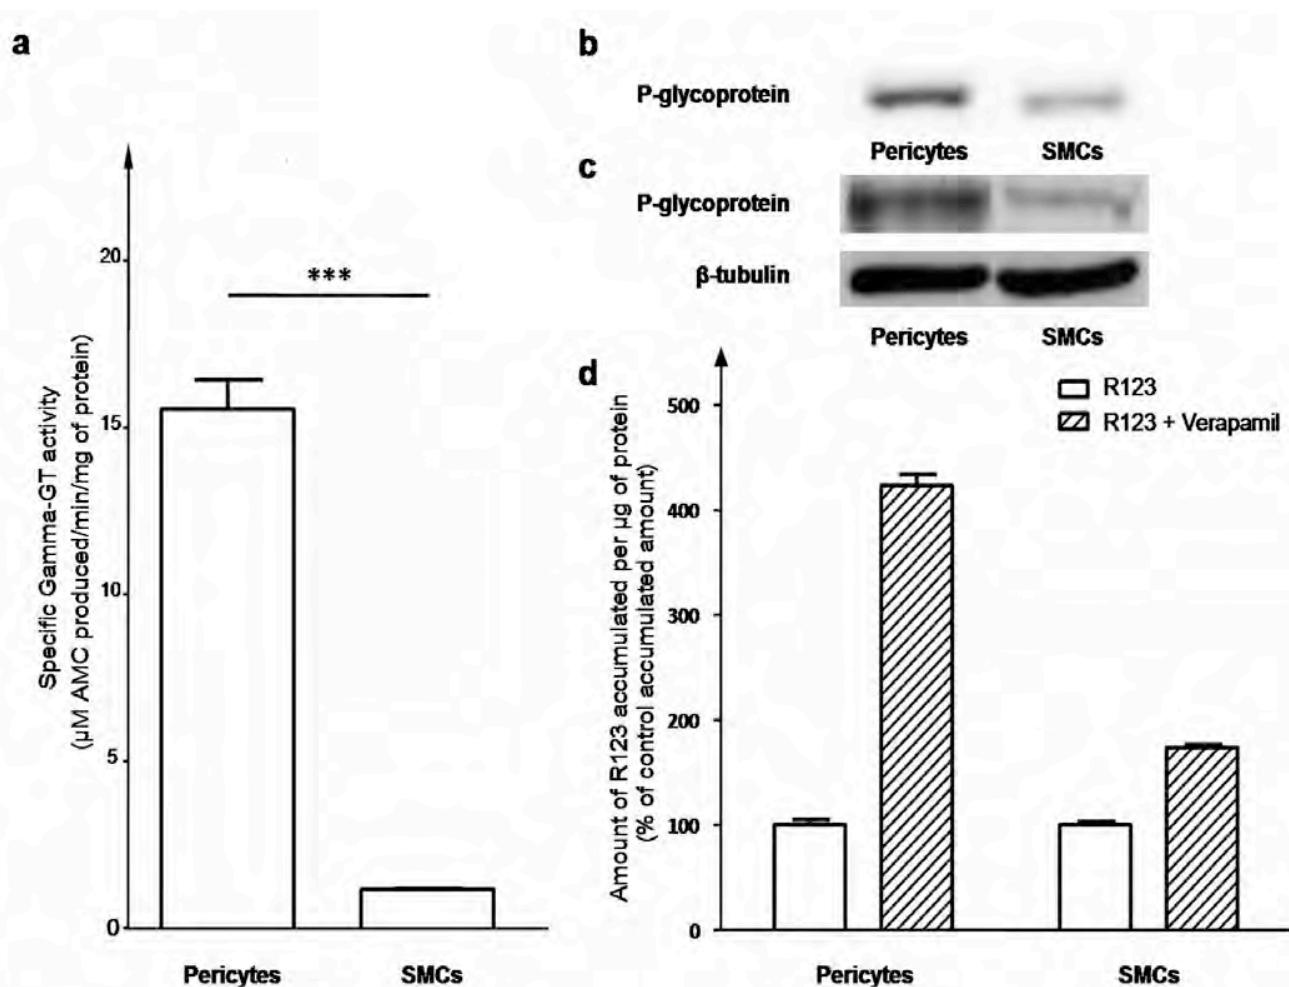 a
Specific Gamma-GT activity
(µM AMC produced/min/mg of protein)
20
15
10
5
0
***
Pericytes SMCs
b
P-glycoprotein
Pericytes SMCs
c
P-glycoprotein
β-tubulin
Pericytes SMCs
d
Amount of R123 accumulated per µg of protein
(% of control accumulated amount)
R123
R123 + Verapamil
500
400
300
200
100
0
Pericytes SMCs